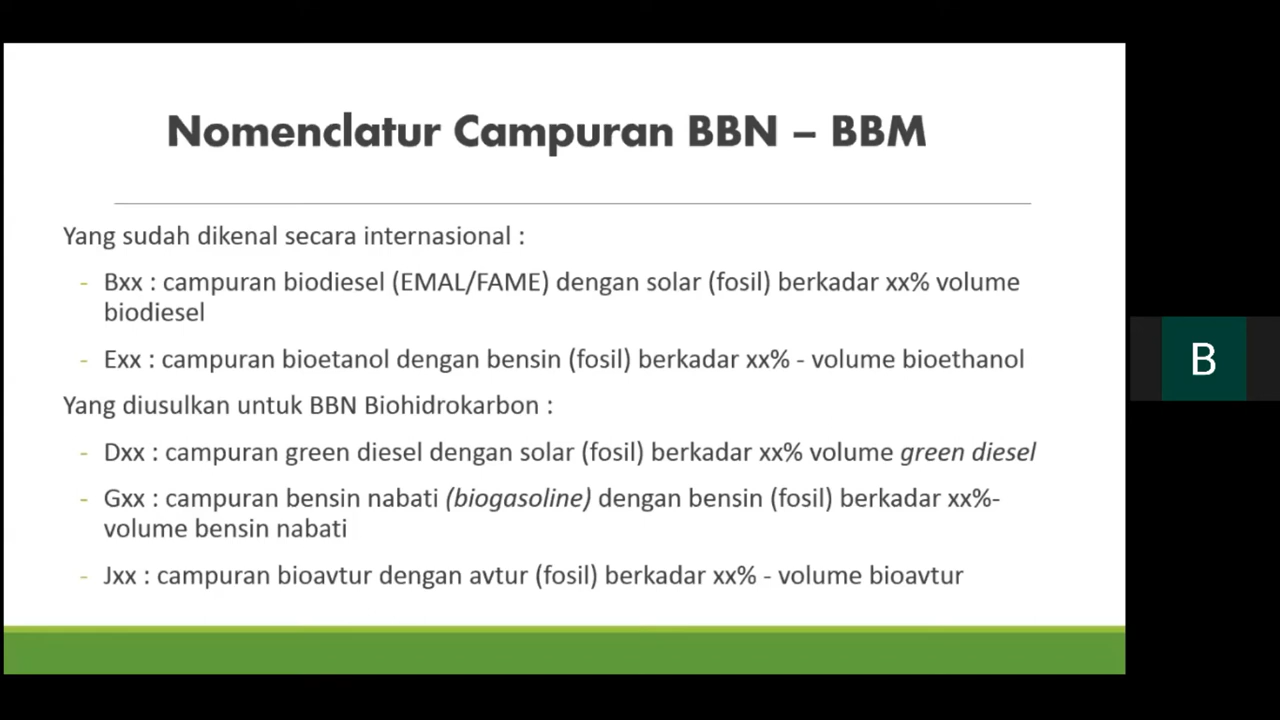 Nomenclatur Campuran BBN – BBM
Yang sudah dikenal secara internasional :
- Bxx : campuran biodiesel (EMAL/FAME) dengan solar (fosil) berkadar xx% volume
biodiesel
- Exx : campuran bioetanol dengan bensin (fosil) berkadar xx% - volume bioethanol
Yang diusulkan untuk BBN Biohidrokarbon :
- Dxx : campuran green diesel dengan solar (fosil) berkadar xx% volume green diesel
- Gxx : campuran bensin nabati (biogasoline) dengan bensin (fosil) berkadar xx%-
volume bensin nabati
- Jxx : campuran bioavtur dengan avtur (fosil) berkadar xx% - volume bioavtur
B